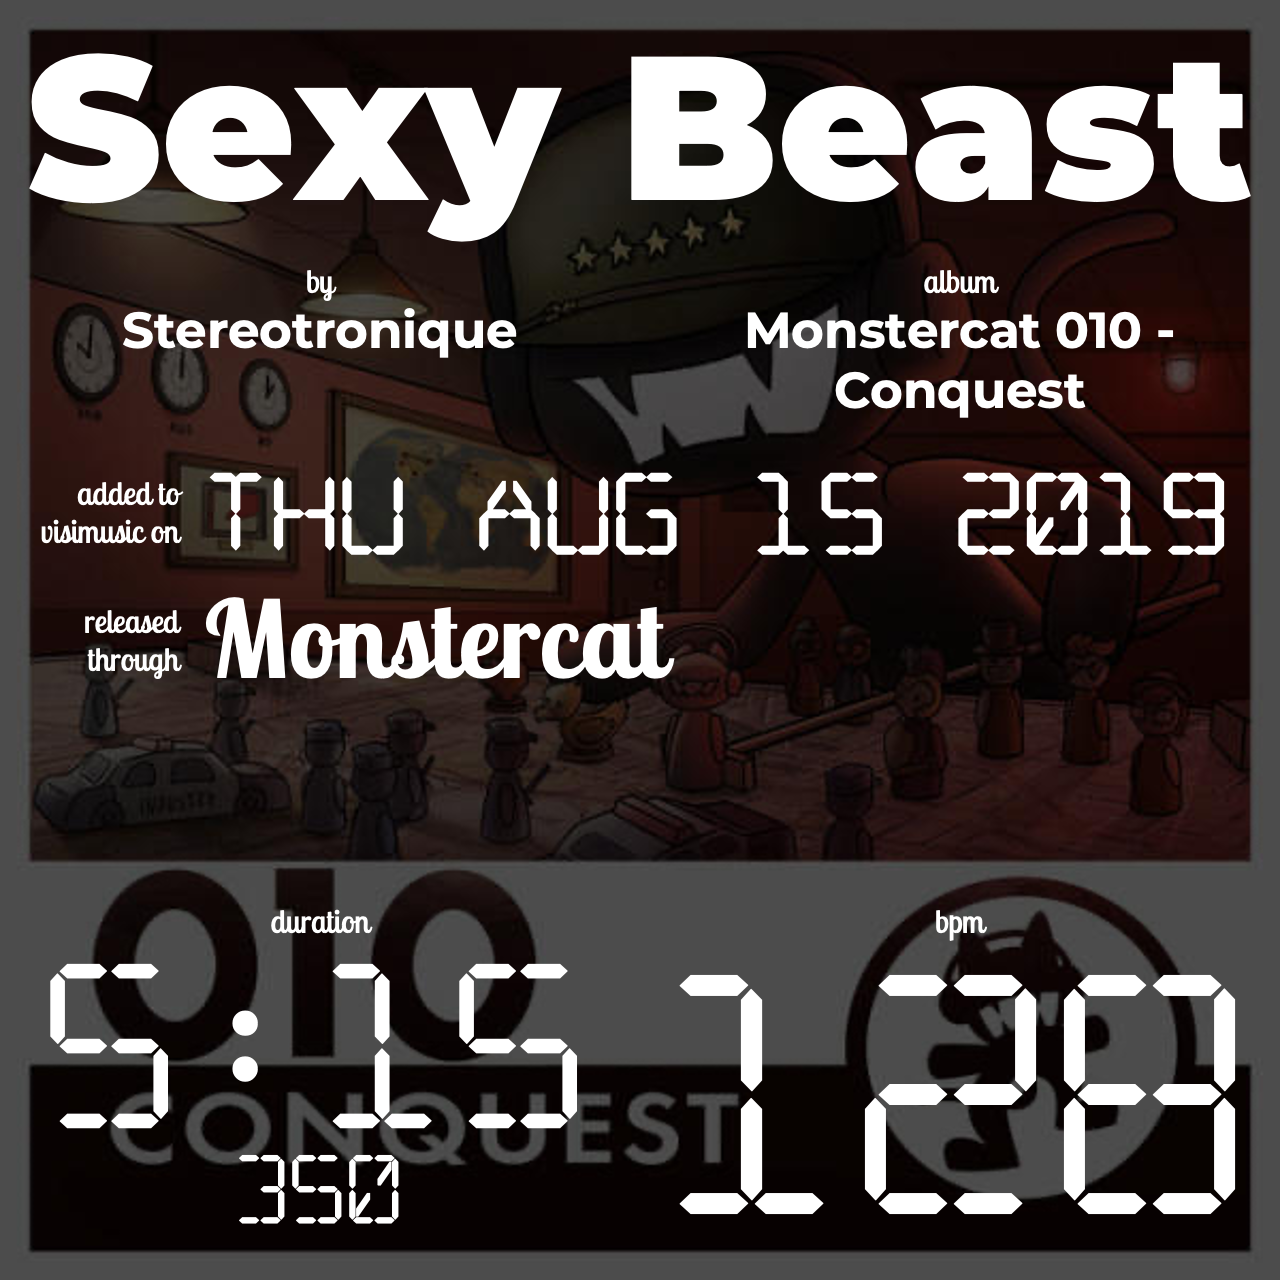 Sexy Beast
by
Stereotronique
album
Monstercat 010 -
Conquest
added to
visimusic on
THU AUG 15 2019
released
through
Monstercat
INDUSTRY
010
CONQUEST
duration
5:15
350
bpm
128